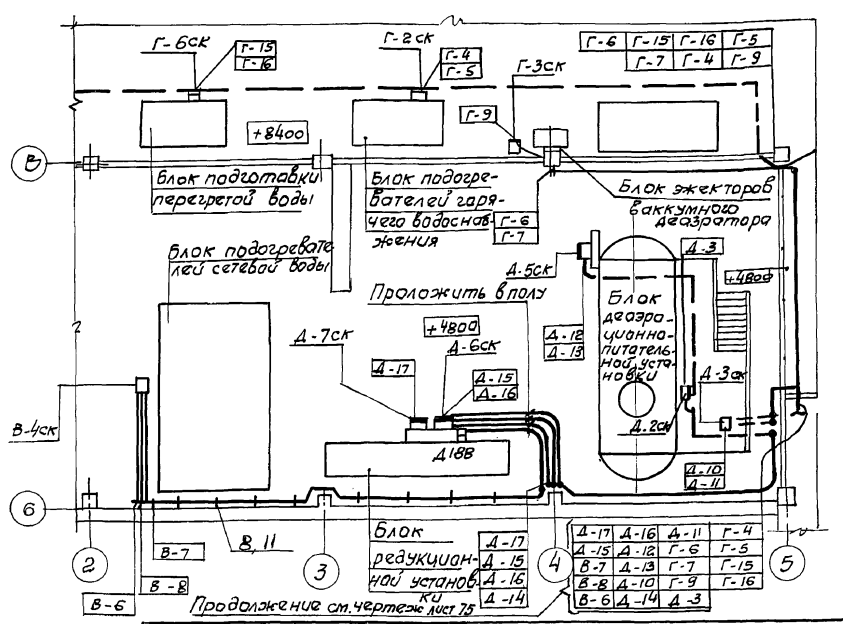 Г-6ск
Г-15
Г-16
Г-2ск
Г-4
Г-5
Г-3ск
Г-6 Г-15 Г-16 Г-5
Г-7 Г-4 Г-9
+8400
Г-9
В
Блок подготовки
перегретой воды
Блок подогре-
вателей горя-
чего водоснаб-
жения
Г-6
Г-7
Блок эжекторов
ваккумного
деаэратора
Блок подогревате-
лей сетевой воды
Д-5ск
Д-3
+4800
Проложить в полу
Блок
деаэра-
ционно-
питатель-
ной уста-
новки
Д-12
Д-13
+4800
Д-7ск
Д-6ск
Д-17
Д-15
Д-16
Д-3ск
В-4ск
Д-2ск
Д18В
Д-10
Д-11
б
2
3
4
5
В-7
В, 11
В-8
В-6
Блок
редукцион-
ной установ-
ки
Д-17
Д-15
Д-16
Д-14
Д-17 Д-16 Д-11 Г-4
Д-15 Д-12 Г-6 Г-5
В-7 Д-13 Г-7 Г-15
В-8 Д-10 Г-9 Г-16
В-6 Д-14 Д-3
Продолжение см. чертеж лист 75